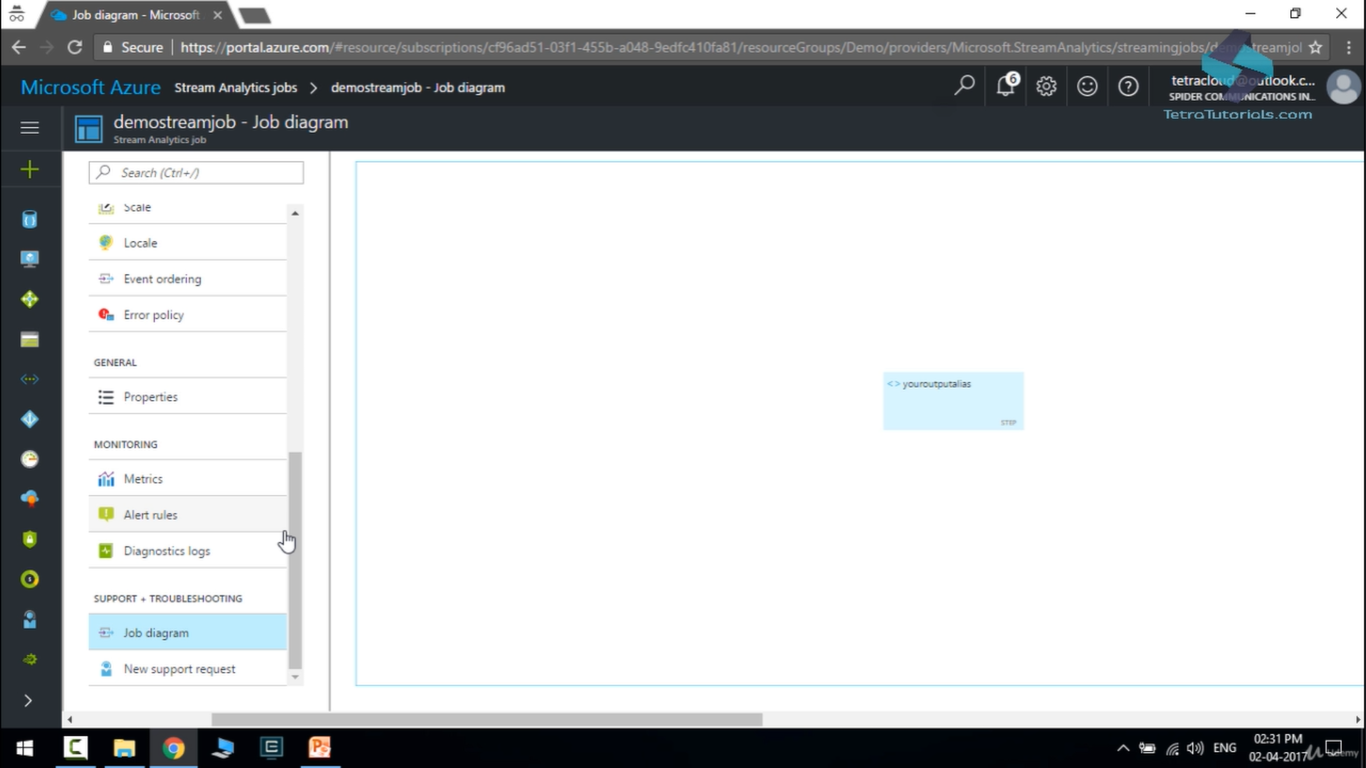 Job diagram - Microsoft
Secure
https://portal.azure.com/#resource/subscriptions/cf96ad51-03f1-455b-a048-9edfc410fa81/resourceGroups/Demo/providers/Microsoft.StreamAnalytics/streamingjobs/
Microsoft Azure
Stream Analytics jobs
demostreamjob - Job diagram
6
tetracloud@outlook.c...
SPIDER COMMUNICATIONS IN...
TetraTutorials.com
demostreamjob - Job diagram
Stream Analytics job
Search (Ctrl+/)
Scale
Locale
Event ordering
Error policy
GENERAL
Properties
MONITORING
Metrics
Alert rules
Diagnostics logs
SUPPORT + TROUBLESHOOTING
Job diagram
New support request
<> youroutputalias
STEP
ENG
02:31 PM
02-04-2017
Udemy